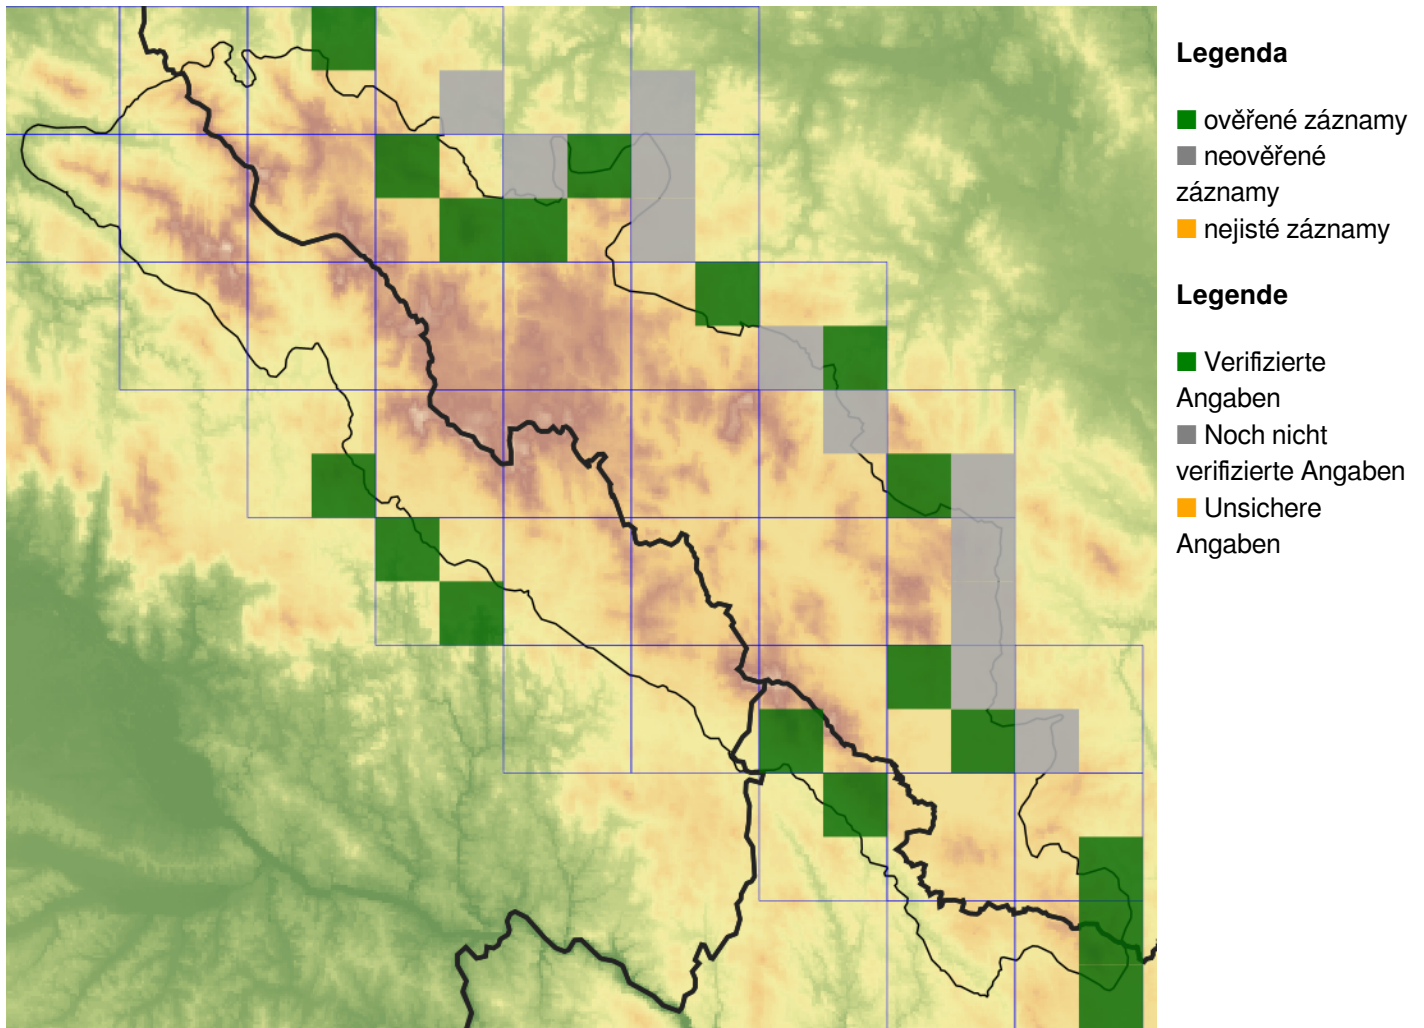 Legenda
ověřené záznamy
neověřené
záznamy
nejisté záznamy
Legende
Verifizierte
Angaben
Noch nicht
verifizierte Angaben
Unsichere
Angaben